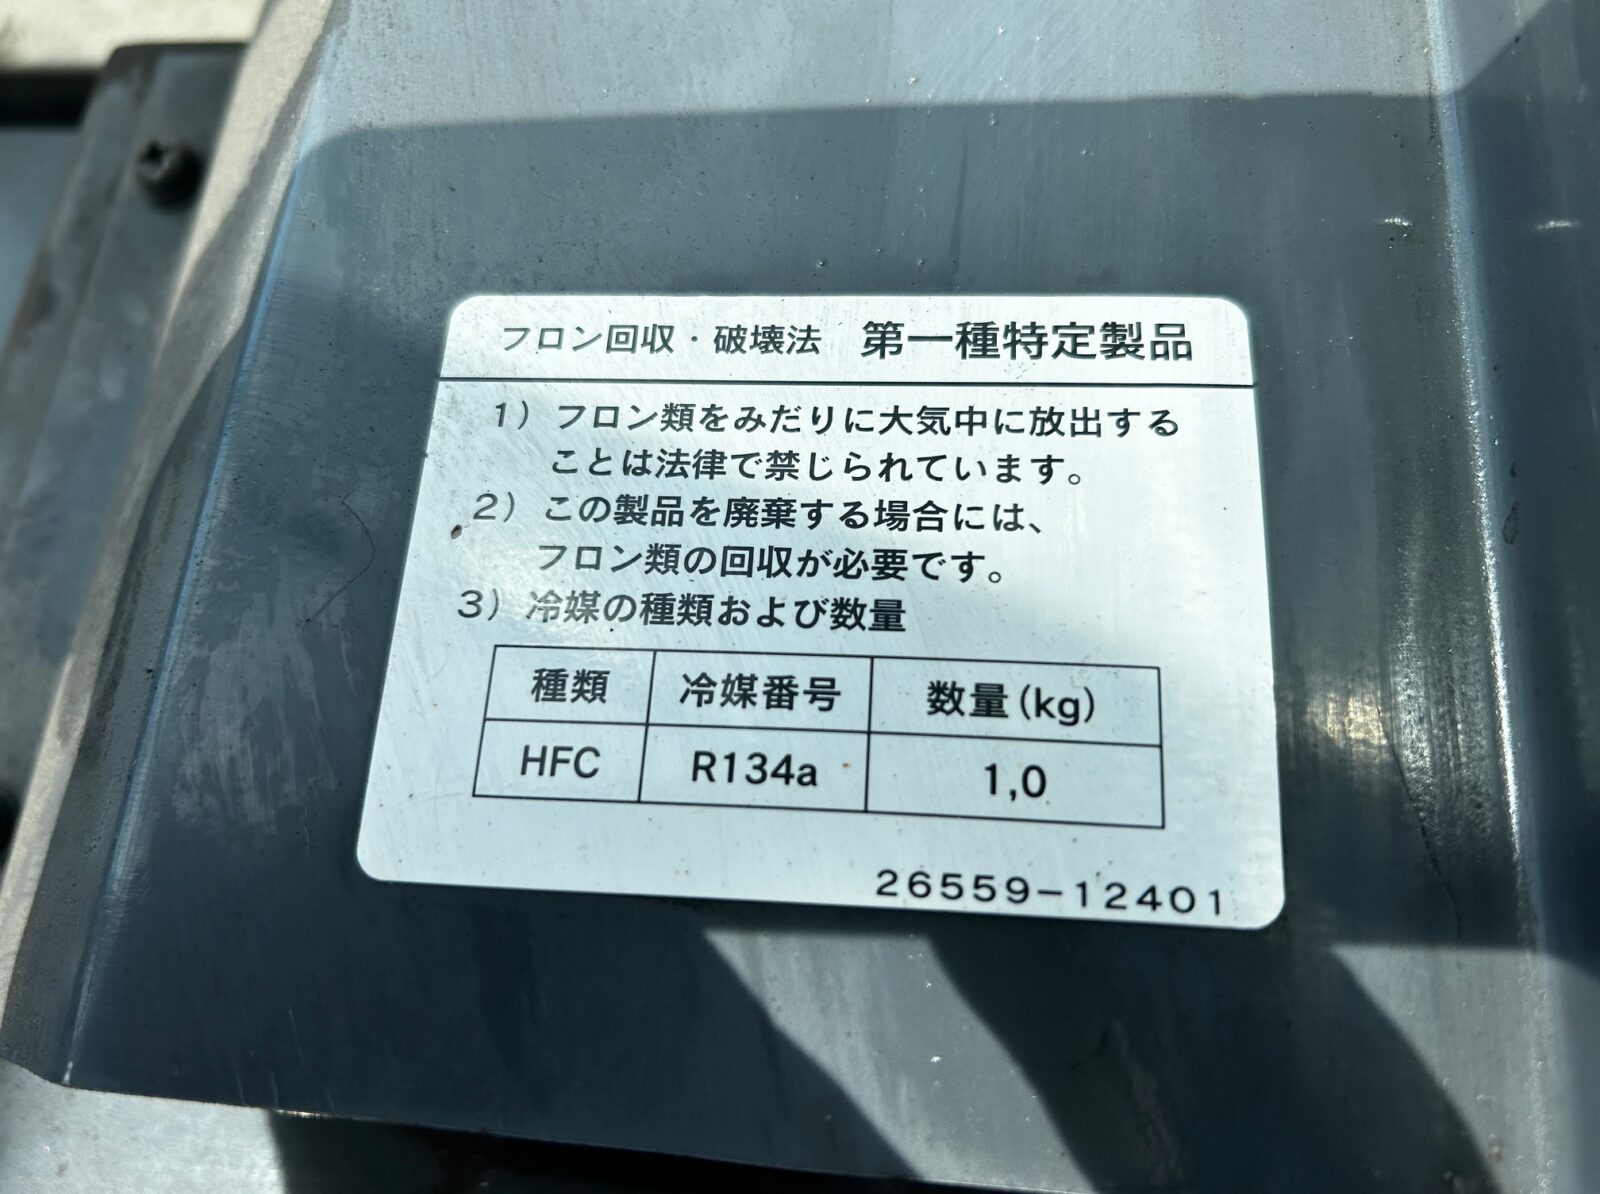 フロン回収・破壊法 第一種特定製品
1）フロン類をみだりに大気中に放出する
ことは法律で禁じられています。
2）この製品を廃棄する場合には、
フロン類の回収が必要です。
3）冷媒の種類および数量
種類 冷媒番号 数量(kg)
HFC R134a 1,0
26559-12401